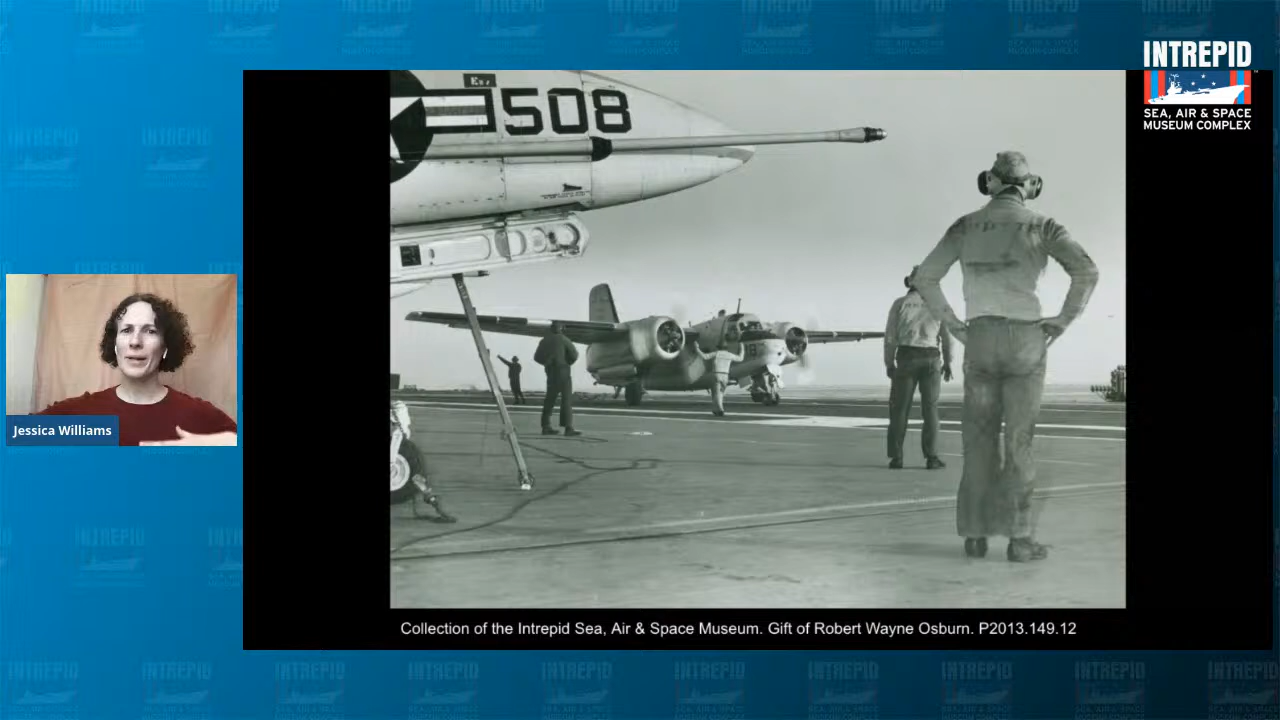 INTREPID
SEA, AIR & SPACE
MUSEUM COMPLEX
508
Jessica Williams
Collection of the Intrepid Sea, Air & Space Museum. Gift of Robert Wayne Osburn. P2013.149.12